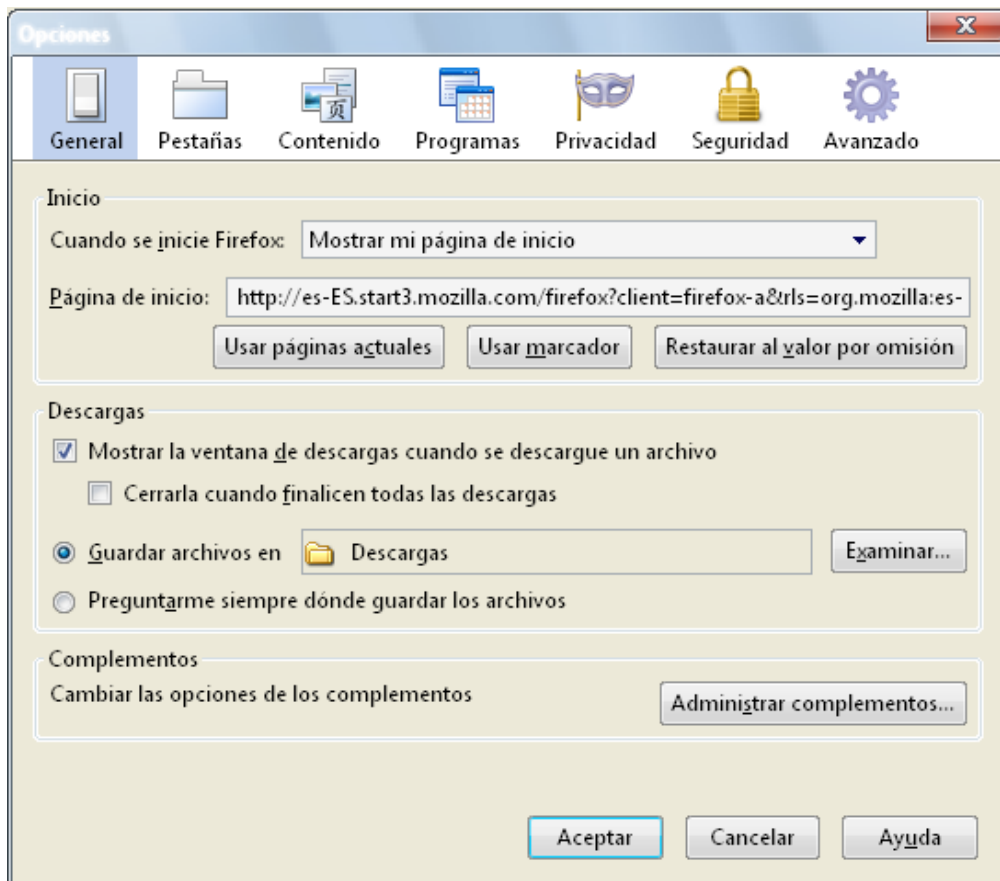 Opciones
General Pestañas Contenido Programas Privacidad Seguridad Avanzado
页
Inicio
Cuando se inicie Firefox: Mostrar mi página de inicio
Página de inicio: http://es-ES.start3.mozilla.com/firefox?client=firefox-a&rls=org.mozilla:es-
Usar páginas actuales Usar marcador Restaurar al valor por omisión
Descargas
Mostrar la ventana de descargas cuando se descargue un archivo
Cerrarla cuando finalicen todas las descargas
Guardar archivos en Descargas Examinar...
Preguntarme siempre dónde guardar los archivos
Complementos
Cambiar las opciones de los complementos Administrar complementos...
Aceptar Cancelar Ayuda